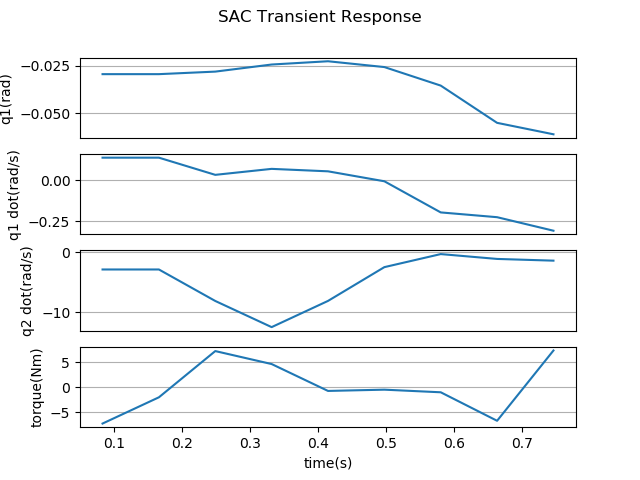 SAC Transient Response
−0.025
−0.050
q1(rad)
0.00
−0.25
q1 dot(rad/s)
0
−10
q2 dot(rad/s)
5
0
−5
torque(Nm)
0.1 0.2 0.3 0.4 0.5 0.6 0.7
time(s)